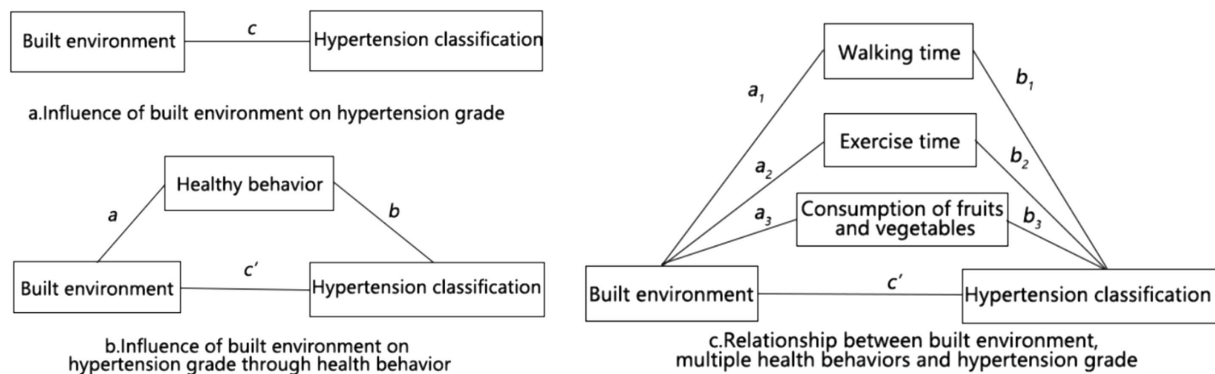 Built environment
c
Hypertension classification
a.Influence of built environment on hypertension grade
Healthy behavior
a
b
Built environment
c'
Hypertension classification
b.Influence of built environment on
hypertension grade through health behavior
Walking time
a1
b1
Exercise time
a2
b2
Consumption of fruits
and vegetables
a3
b3
Built environment
c'
Hypertension classification
c.Relationship between built environment,
multiple health behaviors and hypertension grade